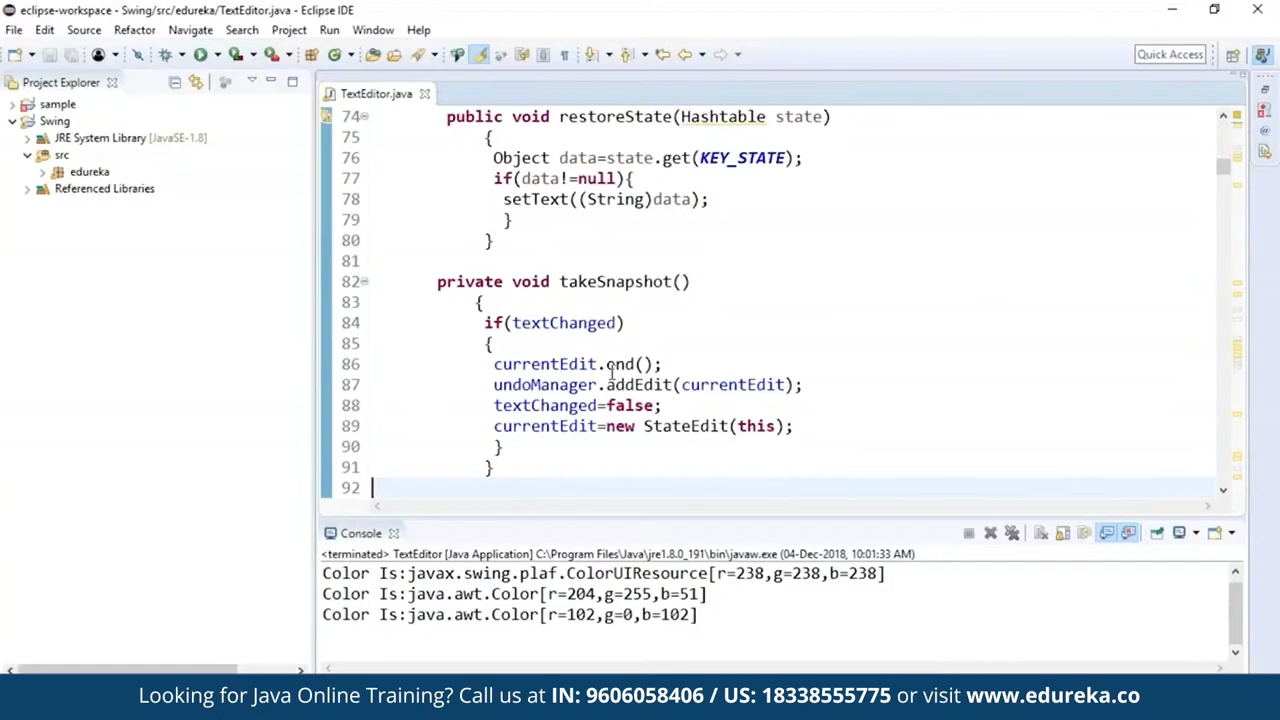 eclipse-workspace - Swing/src/edureka/TextEditor.java - Eclipse IDE
File Edit Source Refactor Navigate Search Project Run Window Help
Quick Access
Project Explorer
sample
Swing
JRE System Library [JavaSE-1.8]
src
edureka
Referenced Libraries
TextEditor.java
74 public void restoreState(Hashtable state)
75 {
76 Object data=state.get(KEY_STATE);
77 if(data!=null){
78 setText((String)data);
79 }
80 }
81
82 private void takeSnapshot()
83 {
84 if(textChanged)
85 {
86 currentEdit.end();
87 undoManager.addEdit(currentEdit);
88 textChanged=false;
89 currentEdit=new StateEdit(this);
90 }
91 }
92
Console
<terminated> TextEditor [Java Application] C:\Program Files\Java\jre1.8.0_191\bin\javaw.exe (04-Dec-2018, 10:01:33 AM)
Color Is:javax.swing.plaf.ColorUIResource[r=238,g=238,b=238]
Color Is:java.awt.Color[r=204,g=255,b=51]
Color Is:java.awt.Color[r=102,g=0,b=102]
Looking for Java Online Training? Call us at IN: 9606058406 / US: 18338555775 or visit www.edureka.co